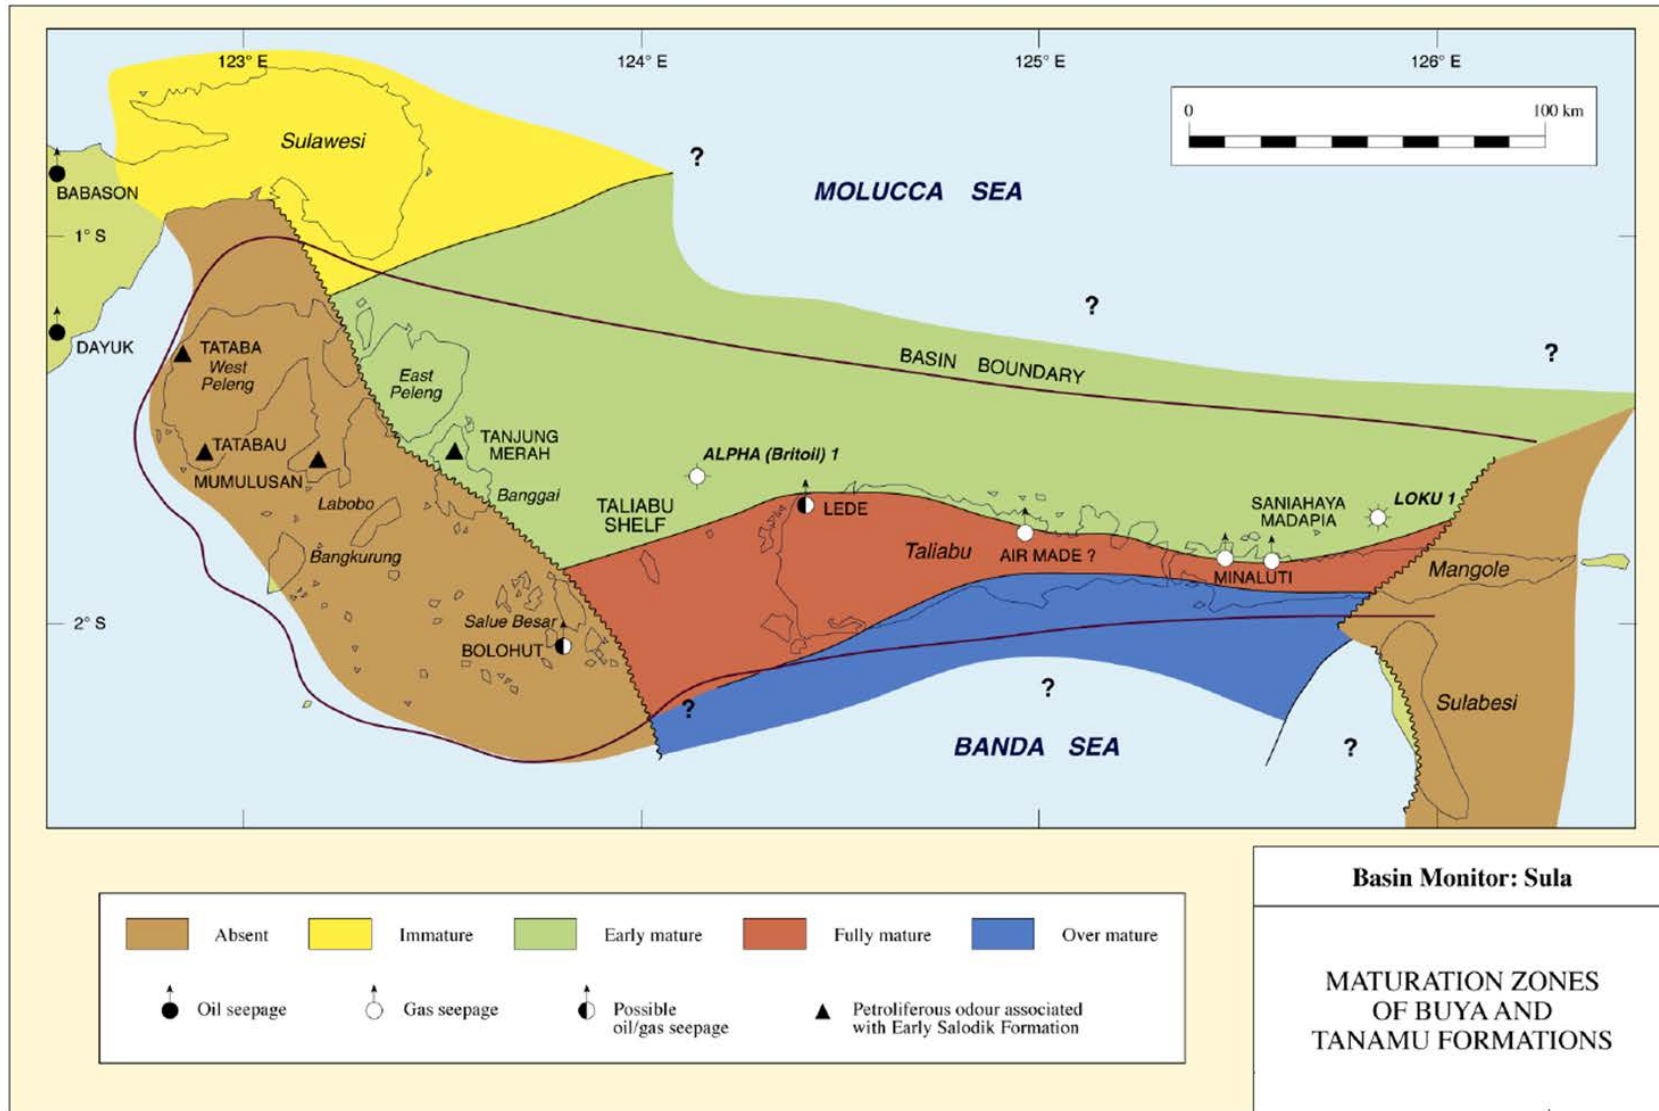 123° E
124° E
125° E
126° E
0
100 km
Sulawesi
?
MOLUCCA SEA
BABASON
1° S
?
DAYUK
TATABA
West
Peleng
East
Peleng
BASIN BOUNDARY
?
TATABAU
MUMULUSAN
TANJUNG
MERAH
ALPHA (Britoil) 1
Labobo
Banggai
TALIABU
SHELF
LEDE
SANIAHAYA
MADAPIA
LOKU 1
Bangkurung
Taliabu
AIR MADE ?
MINALUTI
Mangole
2° S
Salue Besar
BOLOHUT
?
?
Sulabesi
BANDA SEA
?
Absent
Immature
Early mature
Fully mature
Over mature
Oil seepage
Gas seepage
Possible
oil/gas seepage
Petroliferous odour associated
with Early Salodik Formation
Basin Monitor: Sula
MATURATION ZONES
OF BUYA AND
TANAMU FORMATIONS